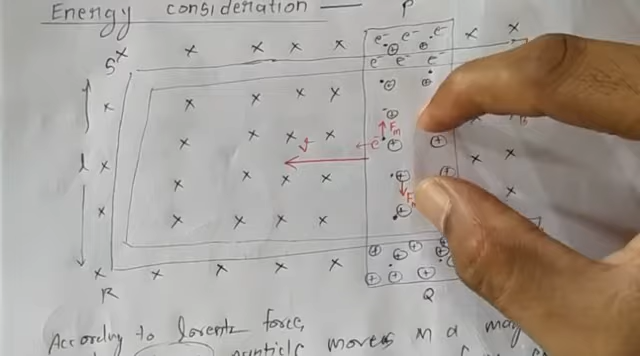 Energy consideration —
P
e⁻ e⁻ e⁻
e⁻ e⁻ e⁻
S
l
Fm
e⁻
v
R
Q
According to lorentz force,
particle moves in a